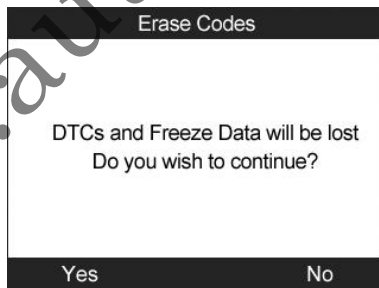 Erase Codes
DTCs and Freeze Data will be lost
Do you wish to continue?
Yes No